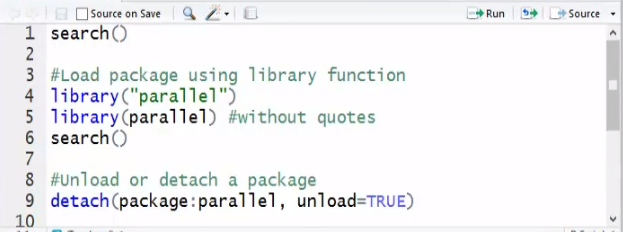 Source on Save
Run
Source
1 search()
2
3 #Load package using library function
4 library("parallel")
5 library(parallel) #without quotes
6 search()
7
8 #Unload or detach a package
9 detach(package:parallel, unload=TRUE)
10